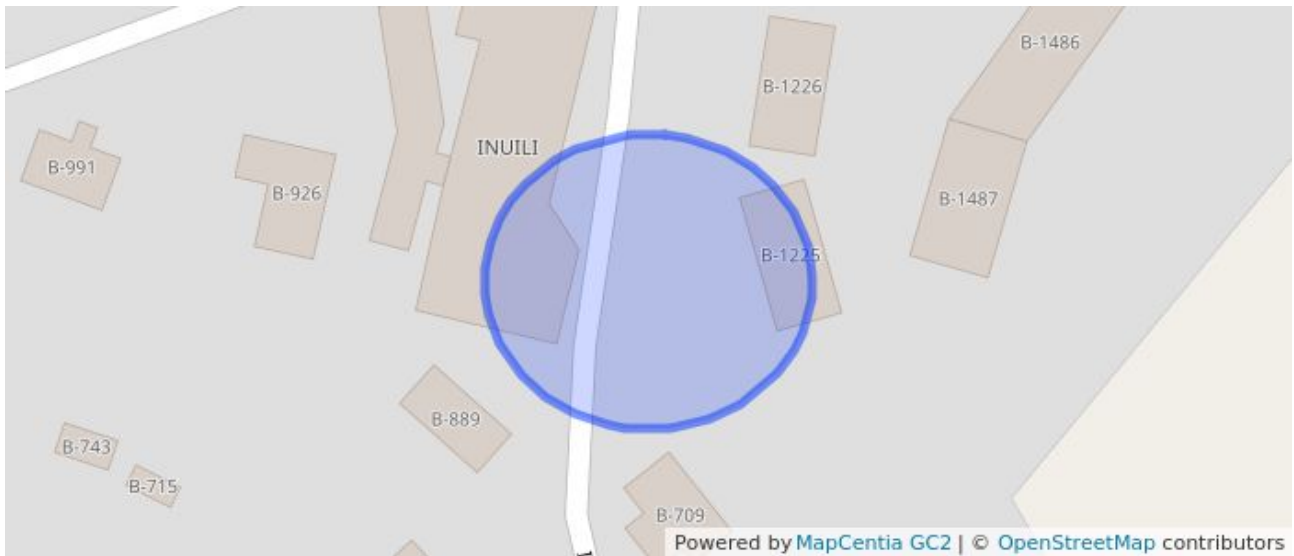 B-1486
B-1226
INUILI
B-991
B-926
B-1487
B-1225
B-889
B-743
B-715
B-709
Powered by MapCentia GC2 | © OpenStreetMap contributors